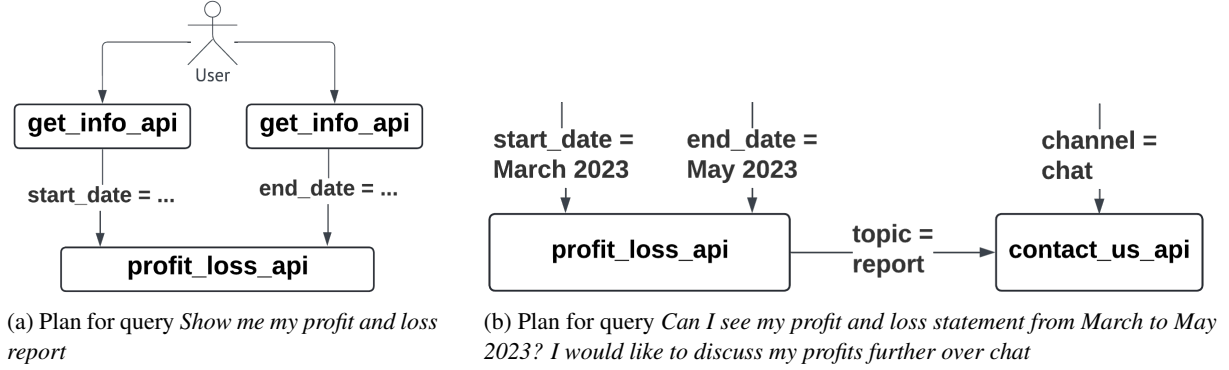 User
get_info_api
get_info_api
start_date = ...
end_date = ...
profit_loss_api
(a) Plan for query Show me my profit and loss
report
start_date =
March 2023
end_date =
May 2023
channel =
chat
profit_loss_api
topic =
report
contact_us_api
(b) Plan for query Can I see my profit and loss statement from March to May
2023? I would like to discuss my profits further over chat